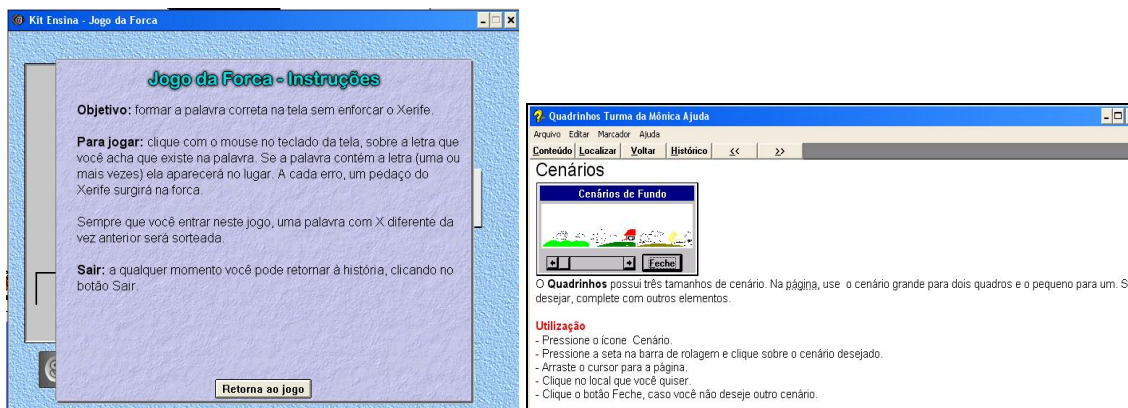 Kit Ensina - Jogo da Forca
Jogo da Forca - Instruções
Objetivo: formar a palavra correta na tela sem enforcar o Xerife.
Para jogar: clique com o mouse no teclado da tela, sobre a letra que
você acha que existe na palavra. Se a palavra contém a letra (uma ou
mais vezes) ela aparecerá no lugar. A cada erro, um pedaço do
Xerife surgirá na forca.
Sempre que você entrar neste jogo, uma palavra com X diferente da
vez anterior será sorteada.
Sair: a qualquer momento você pode retornar à história, clicando no
botão Sair.
Retorna ao jogo
Quadrinhos Turma da Mônica Ajuda
Arquivo Editar Marcador Ajuda
Conteúdo Localizar Voltar Histórico << >>
Cenários
Cenários de Fundo
Feche
O Quadrinhos possui três tamanhos de cenário. Na página, use o cenário grande para dois quadros e o pequeno para um. S
desejar, complete com outros elementos.
Utilização
- Pressione o ícone Cenário.
- Pressione a seta na barra de rolagem e clique sobre o cenário desejado.
- Arraste o cursor para a página.
- Clique no local que você quiser.
- Clique o botão Feche, caso você não deseje outro cenário.